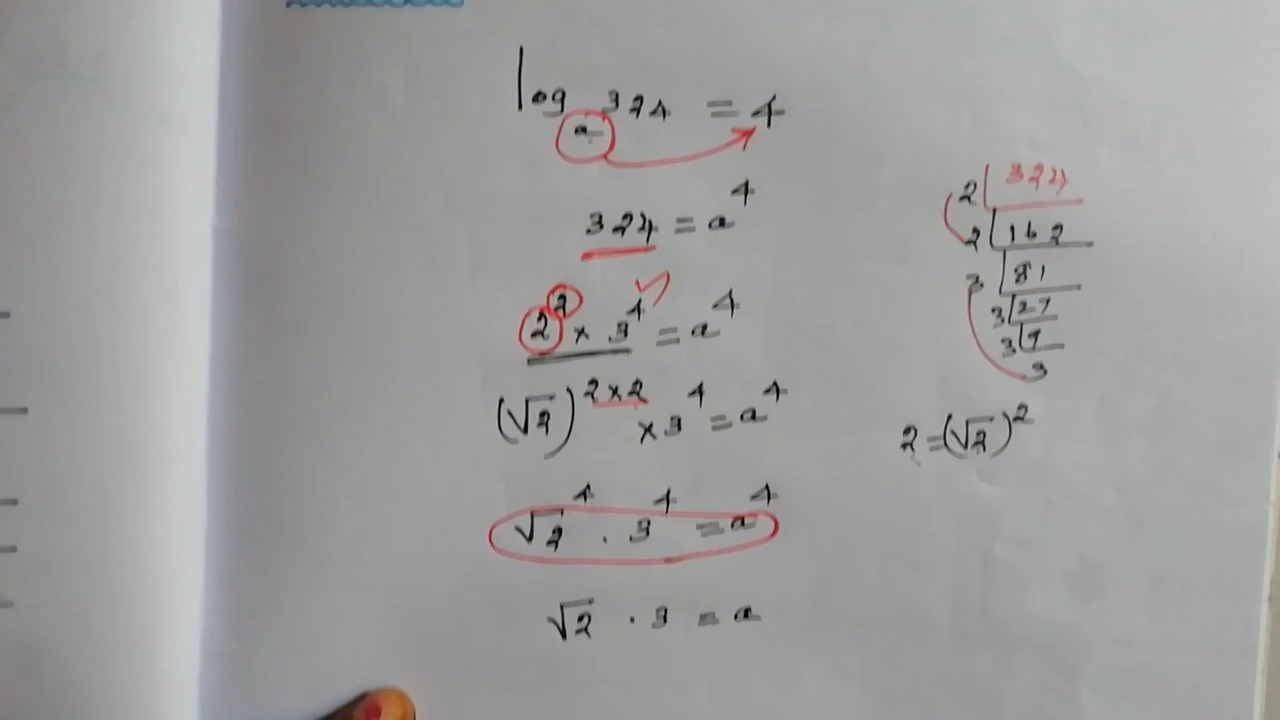 log_a 324 = 4
324 = a^4
2^2 × 3^4 = a^4
(√2)^{2×2} × 3^4 = a^4
√2^4 . 3^4 = a^4
√2 . 3 = a
2 | 324
2 | 162
3 | 81
3 | 27
3 | 9
3
2 = (√2)^2